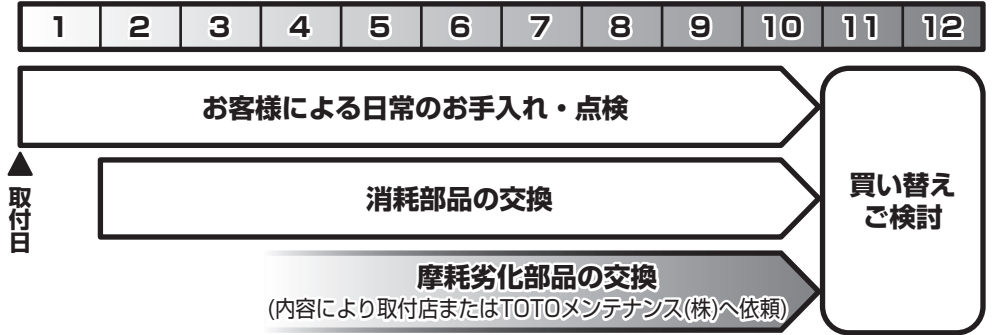 1 2 3 4 5 6 7 8 9 10 11 12
お客様による日常のお手入れ・点検
取付日
消耗部品の交換
買い替え
ご検討
摩耗劣化部品の交換
(内容により取付店またはTOTOメンテナンス(株)へ依頼)